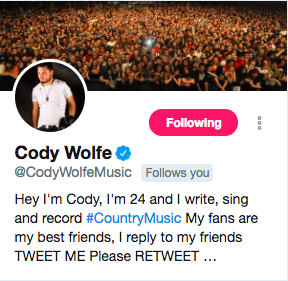 Following
Cody Wolfe
@CodyWolfeMusic Follows you
Hey I'm Cody, I'm 24 and I write, sing
and record #CountryMusic My fans are
my best friends, I reply to my friends
TWEET ME Please RETWEET …